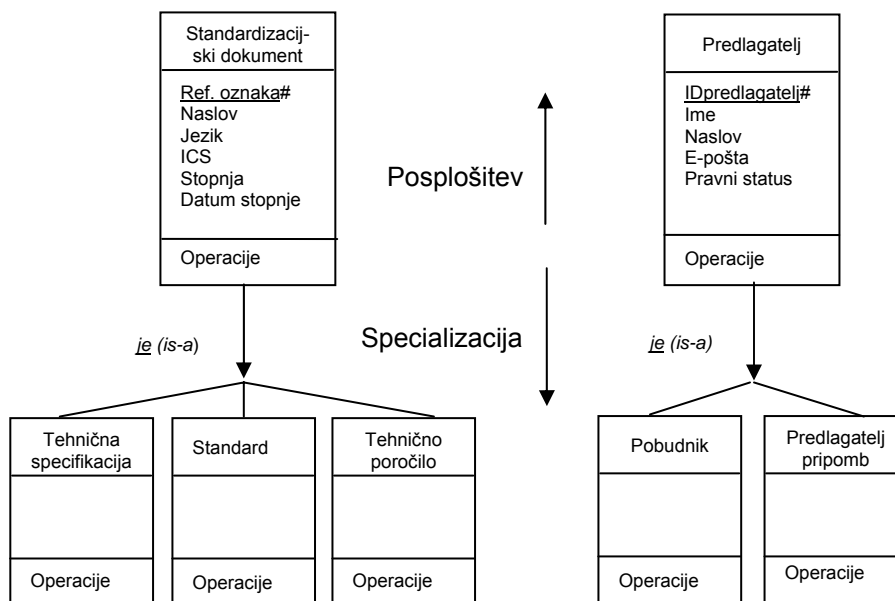 Standardizacij-
ski dokument
Ref. oznaka#
Naslov
Jezik
ICS
Stopnja
Datum stopnje
Operacije
Predlagatelj
IDpredlagatelj#
Ime
Naslov
E-pošta
Pravni status
Operacije
Posplošitev
Specializacija
je (is-a)
je (is-a)
Tehnična
specifikacija
Operacije
Standard
Operacije
Tehnično
poročilo
Operacije
Pobudnik
Operacije
Predlagatelj
pripomb
Operacije